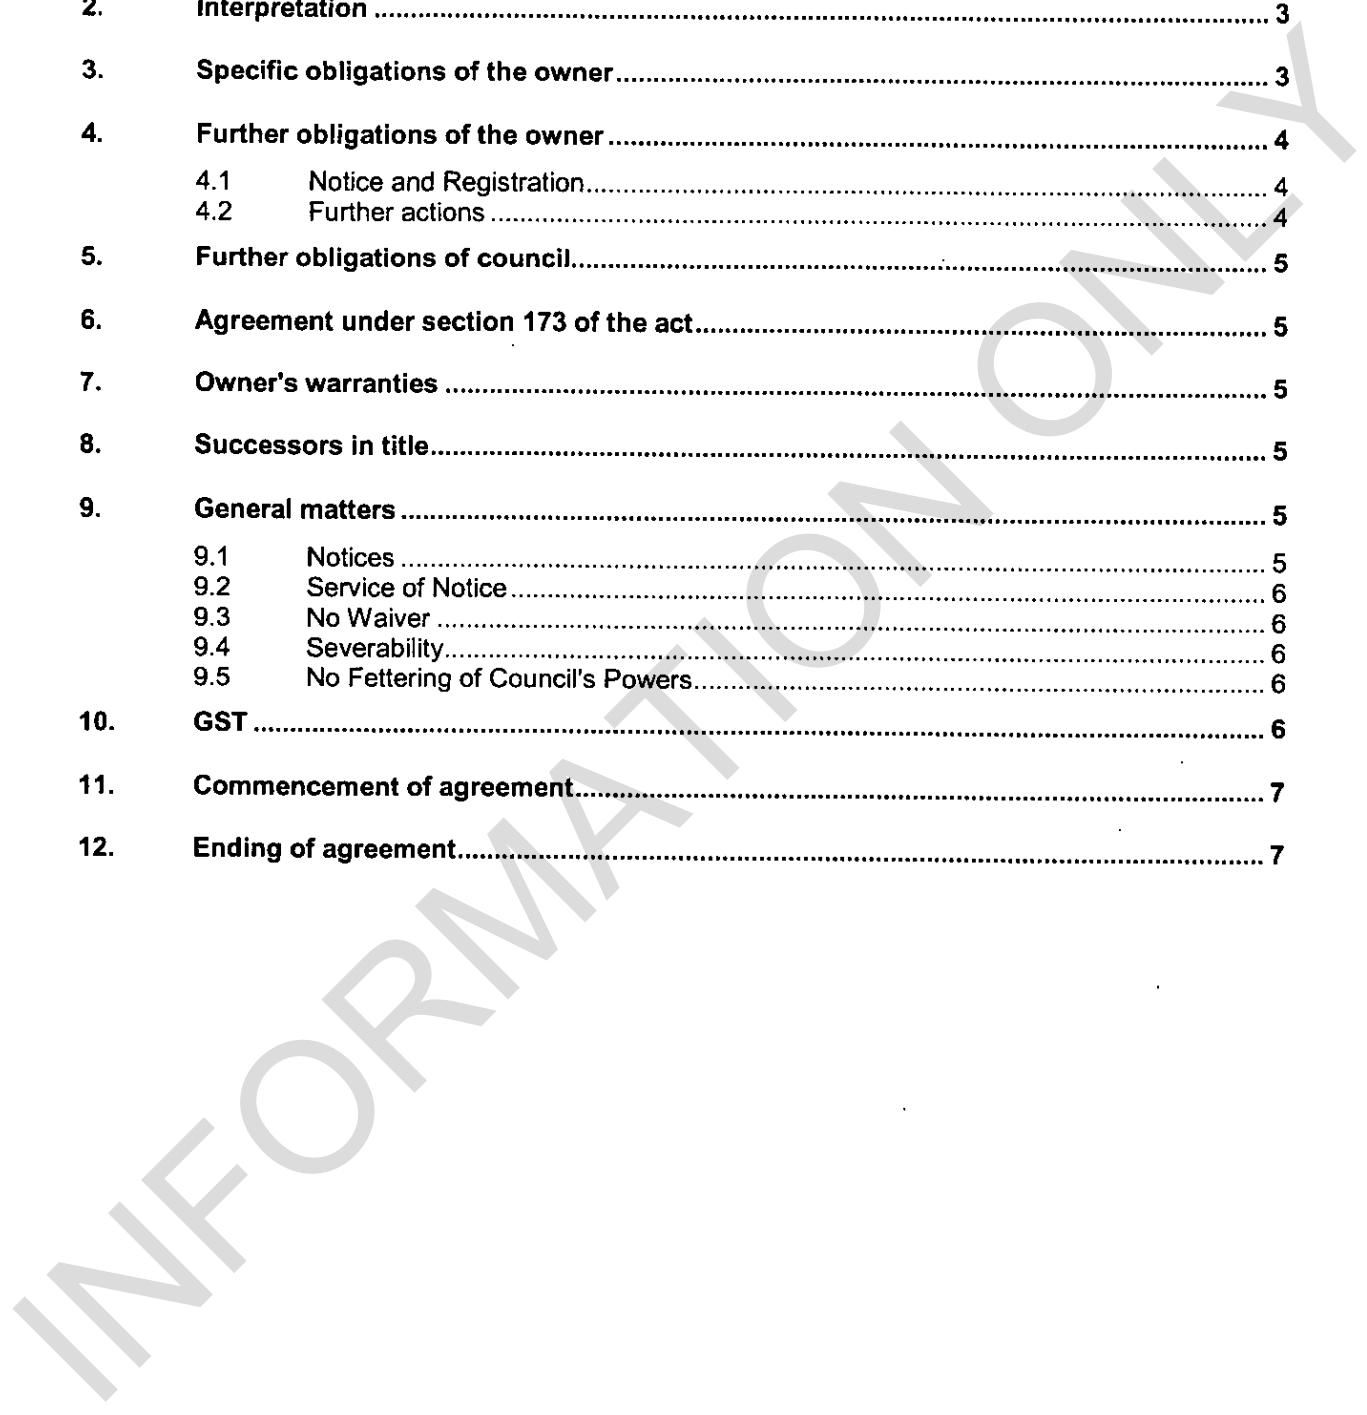 2. Interpretation ........ 3
3. Specific obligations of the owner ........ 3
4. Further obligations of the owner ........ 4
4.1 Notice and Registration ........ 4
4.2 Further actions ........ 4
5. Further obligations of council ........ 5
6. Agreement under section 173 of the act ........ 5
7. Owner's warranties ........ 5
8. Successors in title ........ 5
9. General matters ........ 5
9.1 Notices ........ 5
9.2 Service of Notice ........ 6
9.3 No Waiver ........ 6
9.4 Severability ........ 6
9.5 No Fettering of Council's Powers ........ 6
10. GST ........ 6
11. Commencement of agreement ........ 7
12. Ending of agreement ........ 7
INFORMATION ONLY